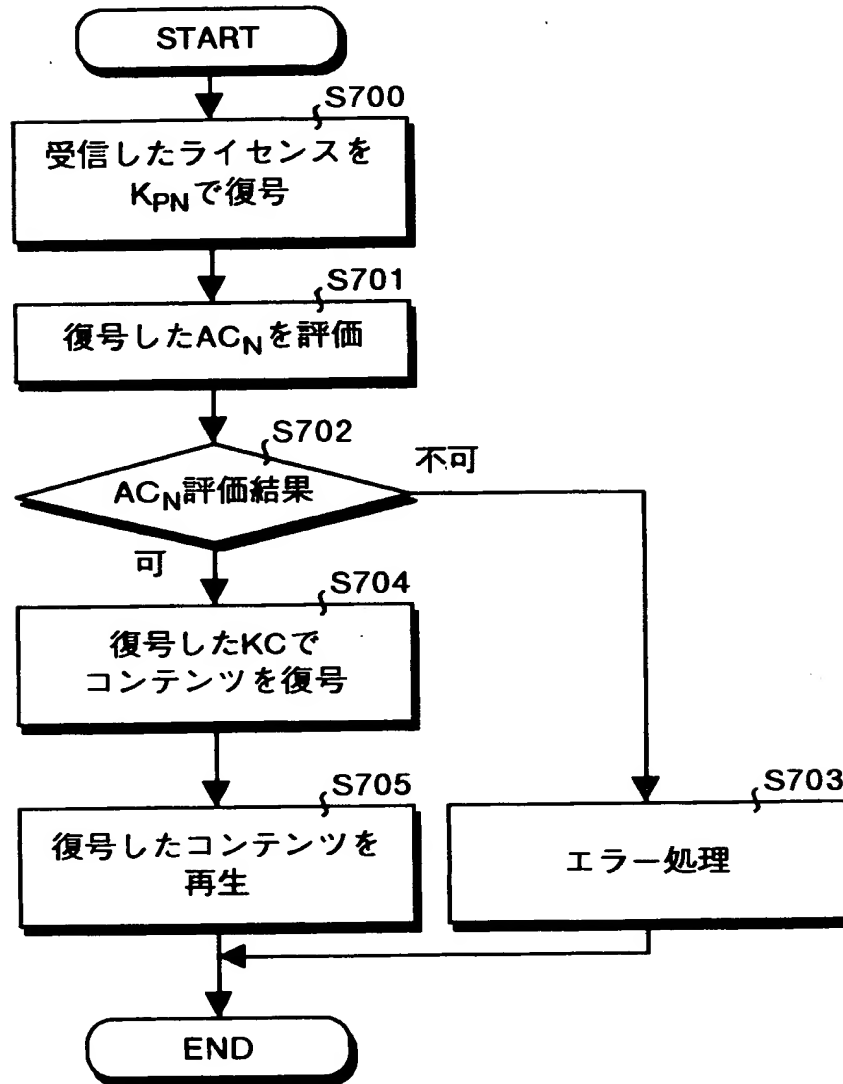 START
S700
受信したライセンスを
KPNで復号
S701
復号したACNを評価
S702
不可
ACN評価結果
可
S704
復号したKCで
コンテンツを復号
S705
復号したコンテンツを
再生
S703
エラー処理
END